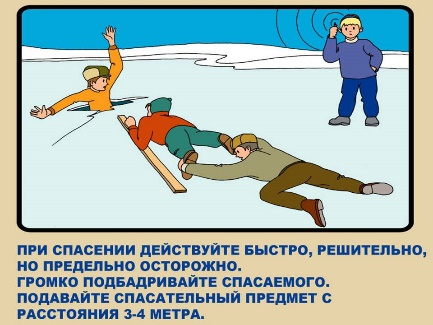 ПРИ СПАСЕНИИ ДЕЙСТВУЙТЕ БЫСТРО, РЕШИТЕЛЬНО,
НО ПРЕДЕЛЬНО ОСТОРОЖНО.
ГРОМКО ПОДБАДРИВАЙТЕ СПАСАЕМОГО.
ПОДАВАЙТЕ СПАСАТЕЛЬНЫЙ ПРЕДМЕТ С
РАССТОЯНИЯ 3-4 МЕТРА.